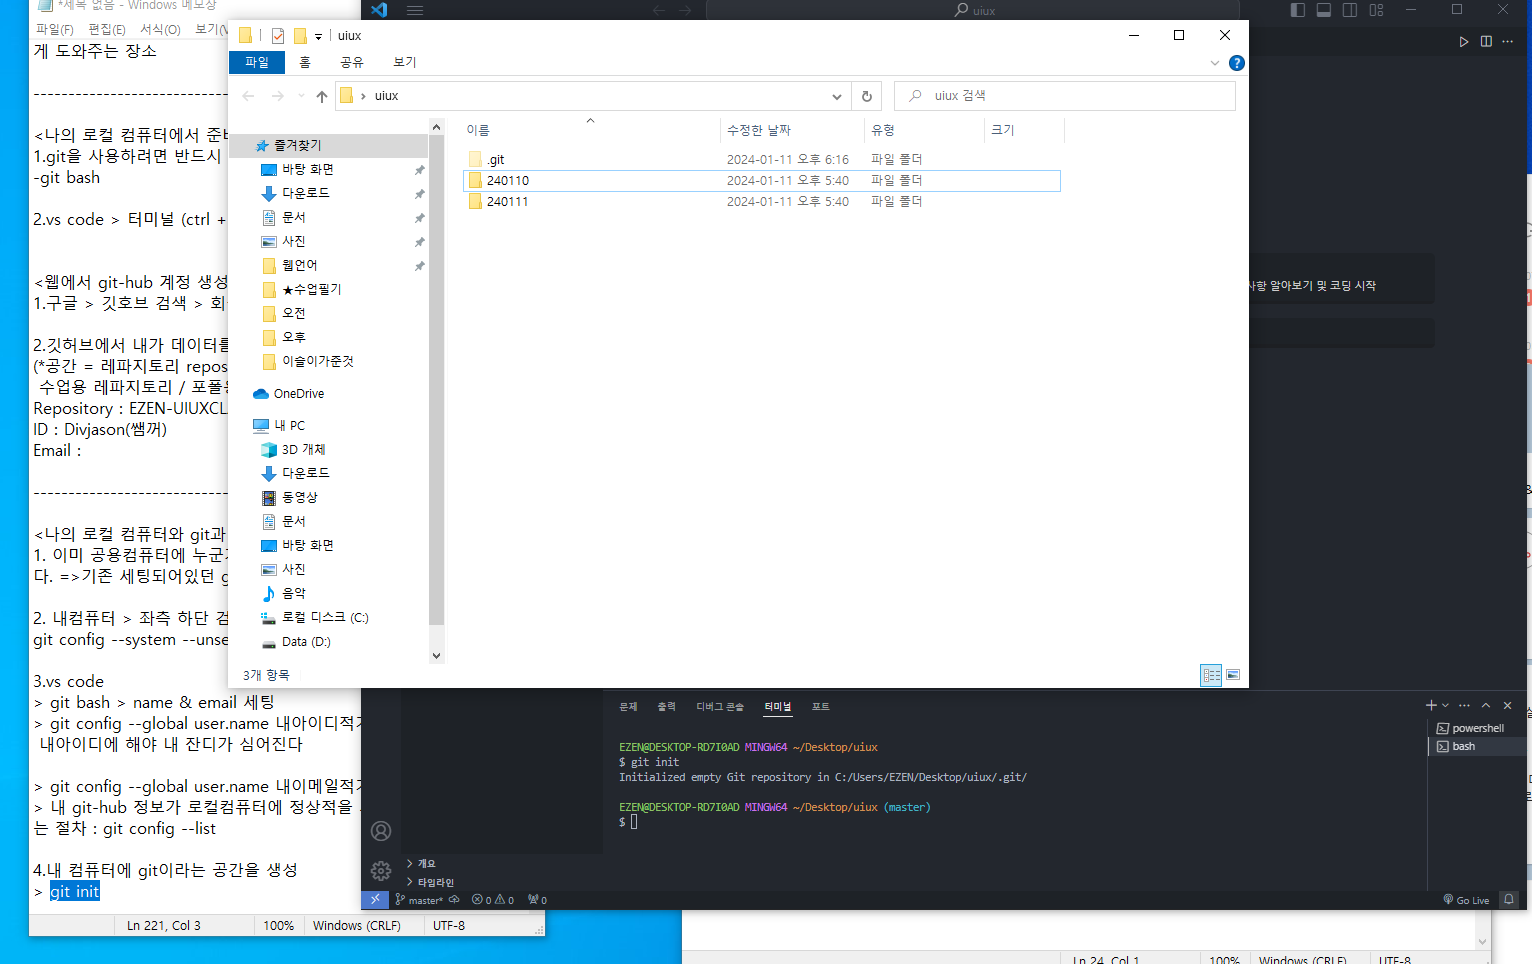 *제목 없음 - Windows 메모장
파일(F) 편집(E) 서식(O) 보기(V
게 도와주는 장소
----------------------------
<나의 로컬 컴퓨터에서 준
1.git을 사용하려면 반드시
-git bash
2.vs code > 터미널 (ctrl +
<웹에서 git-hub 계정 생성
1.구글 > 깃호브 검색 > 회
2.깃허브에서 내가 데이터를
(*공간 = 레파지토리 repos
수업용 레파지토리 / 포폴용
Repository : EZEN-UIUXCL
ID : Divjason(쌤꺼)
Email :
----------------------------
<나의 로컬 컴퓨터와 git과
1. 이미 공용컴퓨터에 누군가
다. =>기존 세팅되어있던 g
2. 내컴퓨터 > 좌측 하단 검
git config --system --unse
3.vs code
> git bash > name & email 세팅
> git config --global user.name 내아이디적기
내아이디에 해야 내 잔디가 심어진다
> git config --global user.email 내이메일적기
> 내 git-hub 정보가 로컬컴퓨터에 정상적을
는 절차 : git config --list
4.내 컴퓨터에 git이라는 공간을 생성
> git init
Ln 221, Col 3 100% Windows (CRLF) UTF-8
uiux
파일 홈 공유 보기
uiux
uiux 검색
즐겨찾기
바탕 화면
다운로드
문서
사진
웹언어
★수업필기
오전
오후
이슬이가준것
OneDrive
내 PC
3D 개체
다운로드
동영상
문서
바탕 화면
사진
음악
로컬 디스크 (C:)
Data (D:)
이름 수정한 날짜 유형 크기
.git 2024-01-11 오후 6:16 파일 폴더
240110 2024-01-11 오후 5:40 파일 폴더
240111 2024-01-11 오후 5:40 파일 폴더
3개 항목
uiux
사항 알아보기 및 코딩 시작
문제 출력 디버그 콘솔 터미널 포트
EZEN@DESKTOP-RD7I0AD MINGW64 ~/Desktop/uiux
$ git init
Initialized empty Git repository in C:/Users/EZEN/Desktop/uiux/.git/
EZEN@DESKTOP-RD7I0AD MINGW64 ~/Desktop/uiux (master)
$
powershell
bash
개요
타임라인
master* 0 0 0 Go Live
Ln 24, Col 1 100% Windows (CRLF) UTF-8